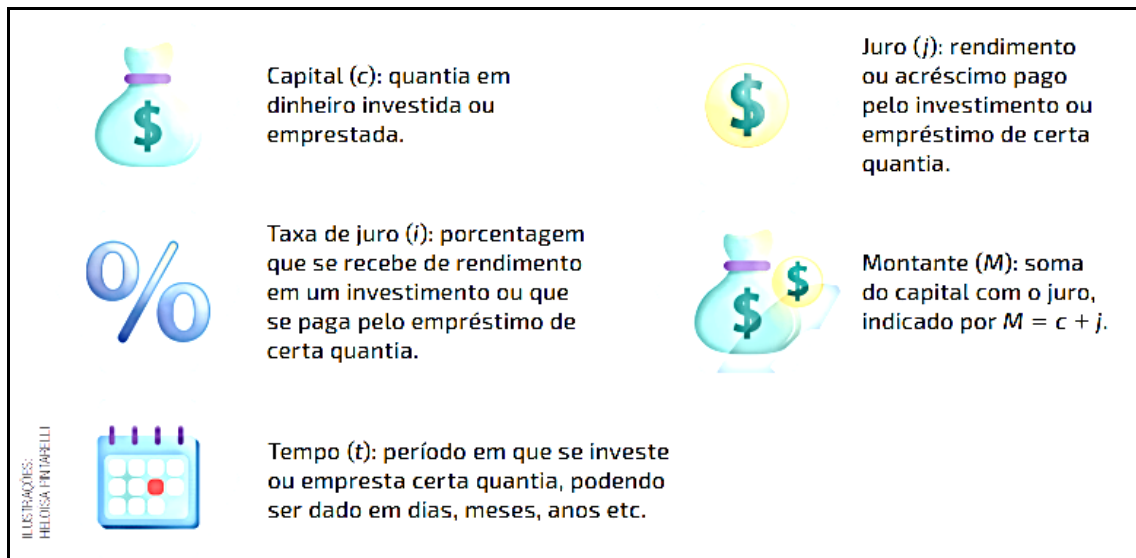 Capital (c): quantia em
dinheiro investida ou
emprestada.
Juro (j): rendimento
ou acréscimo pago
pelo investimento ou
empréstimo de certa
quantia.
Taxa de juro (i): porcentagem
que se recebe de rendimento
em um investimento ou que
se paga pelo empréstimo de
certa quantia.
Montante (M): soma
do capital com o juro,
indicado por M = c + j.
Tempo (t): período em que se investe
ou empresta certa quantia, podendo
ser dado em dias, meses, anos etc.
ILUSTRAÇÕES:
HELOÍSA PINTARELLI